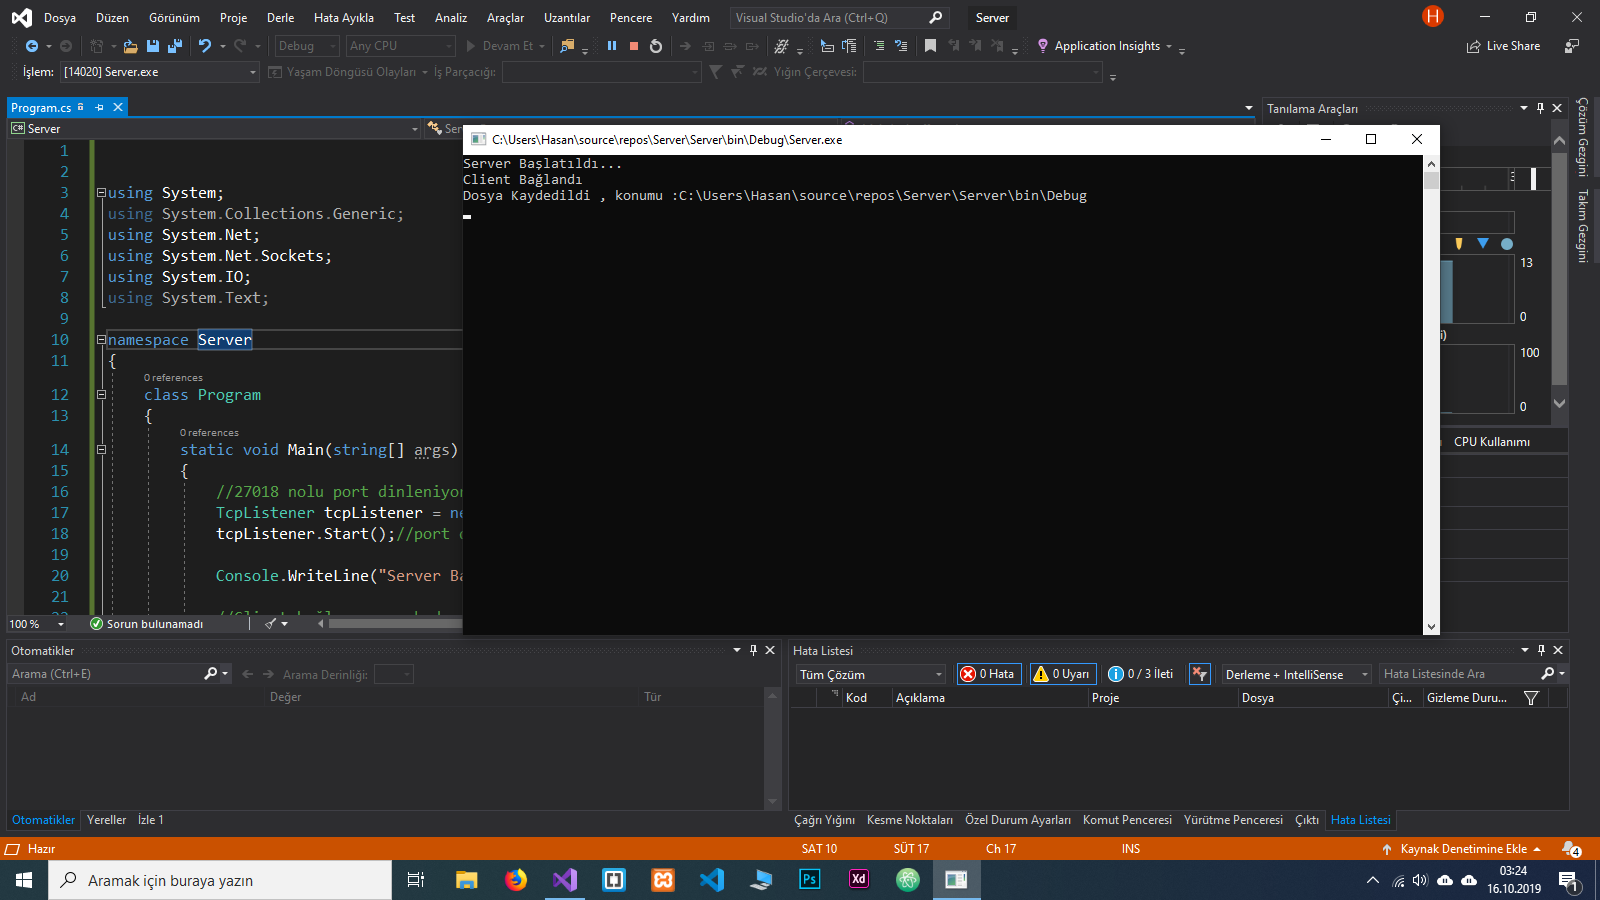 Dosya Düzen Görünüm Proje Derle Hata Ayıkla Test Analiz Araçlar Uzantılar Pencere Yardım Visual Studio'da Ara (Ctrl+Q) Server H
Debug Any CPU Devam Et Application Insights Live Share
İşlem: [14020] Server.exe Yaşam Döngüsü Olayları İş Parçacığı: Yığın Çerçevesi:
Program.cs
Server
Tanılama Araçları
Çözüm Gezgini
Takım Gezgini
C:\Users\Hasan\source\repos\Server\Server\bin\Debug\Server.exe
Server Başlatıldı...
Client Bağlandı
Dosya Kaydedildi , konumu :C:\Users\Hasan\source\repos\Server\Server\bin\Debug
1
2
3 using System;
4 using System.Collections.Generic;
5 using System.Net;
6 using System.Net.Sockets;
7 using System.IO;
8 using System.Text;
9
10 namespace Server
11 {
0 references
12 class Program
13 {
0 references
14 static void Main(string[] args)
15 {
16 //27018 nolu port dinleniyor
17 TcpListener tcpListener = ne
18 tcpListener.Start();//port
19
20 Console.WriteLine("Server Ba
21
13
0
100
0
CPU Kullanımı
100 % Sorun bulunamadı
Otomatikler
Arama (Ctrl+E) Arama Derinliği:
Ad Değer Tür
Otomatikler Yereller İzle 1
Hata Listesi
Tüm Çözüm 0 Hata 0 Uyarı 0 / 3 İleti Derleme + IntelliSense Hata Listesinde Ara
Kod Açıklama Proje Dosya Çi... Gizleme Duru...
Çağrı Yığını Kesme Noktaları Özel Durum Ayarları Komut Penceresi Yürütme Penceresi Çıktı Hata Listesi
Hazır SAT 10 SÜT 17 Ch 17 INS Kaynak Denetimine Ekle 4
Aramak için buraya yazın Ps Xd 03:24
16.10.2019 1